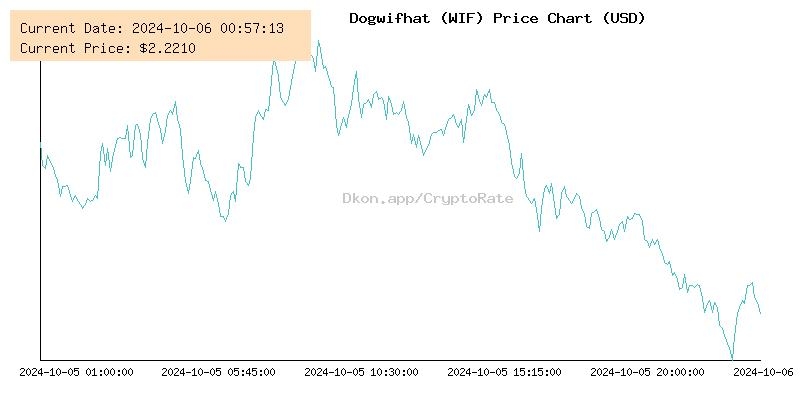 Dogwifhat (WIF) Price Chart (USD)
Current Date: 2024-10-06 00:57:13
Current Price: $2.2210
Dkon.app/CryptoRate
2024-10-05 01:00:00 2024-10-05 05:45:00 2024-10-05 10:30:00 2024-10-05 15:15:00 2024-10-05 20:00:00 2024-10-06